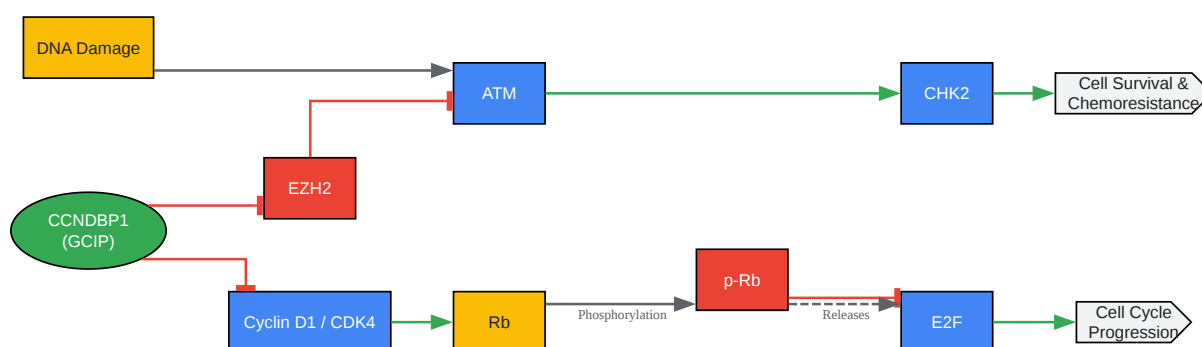 DNA Damage
ATM
CHK2
Cell Survival &
Chemoresistance
EZH2
CCNDBP1
(GCIP)
p-Rb
Cyclin D1 / CDK4
Rb
Phosphorylation
Releases
E2F
Cell Cycle
Progression